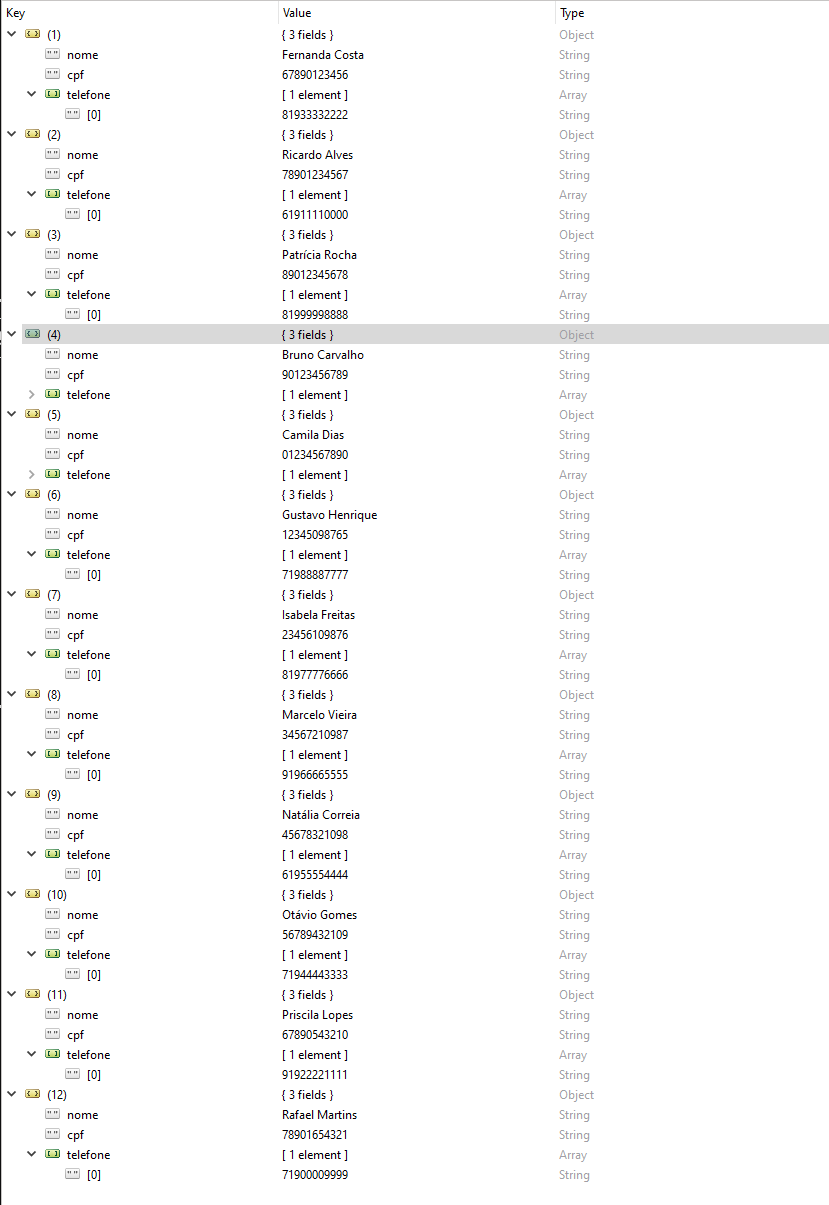 Key Value Type
(1) { 3 fields } Object
"" nome Fernanda Costa String
"" cpf 67890123456 String
telefone [ 1 element ] Array
"" [0] 81933332222 String
(2) { 3 fields } Object
"" nome Ricardo Alves String
"" cpf 78901234567 String
telefone [ 1 element ] Array
"" [0] 61911110000 String
(3) { 3 fields } Object
"" nome Patrícia Rocha String
"" cpf 89012345678 String
telefone [ 1 element ] Array
"" [0] 81999998888 String
(4) { 3 fields } Object
"" nome Bruno Carvalho String
"" cpf 90123456789 String
telefone [ 1 element ] Array
(5) { 3 fields } Object
"" nome Camila Dias String
"" cpf 01234567890 String
telefone [ 1 element ] Array
(6) { 3 fields } Object
"" nome Gustavo Henrique String
"" cpf 12345098765 String
telefone [ 1 element ] Array
"" [0] 71988887777 String
(7) { 3 fields } Object
"" nome Isabela Freitas String
"" cpf 23456109876 String
telefone [ 1 element ] Array
"" [0] 81977776666 String
(8) { 3 fields } Object
"" nome Marcelo Vieira String
"" cpf 34567210987 String
telefone [ 1 element ] Array
"" [0] 91966665555 String
(9) { 3 fields } Object
"" nome Natália Correia String
"" cpf 45678321098 String
telefone [ 1 element ] Array
"" [0] 61955554444 String
(10) { 3 fields } Object
"" nome Otávio Gomes String
"" cpf 56789432109 String
telefone [ 1 element ] Array
"" [0] 71944443333 String
(11) { 3 fields } Object
"" nome Priscila Lopes String
"" cpf 67890543210 String
telefone [ 1 element ] Array
"" [0] 91922221111 String
(12) { 3 fields } Object
"" nome Rafael Martins String
"" cpf 78901654321 String
telefone [ 1 element ] Array
"" [0] 71900009999 String